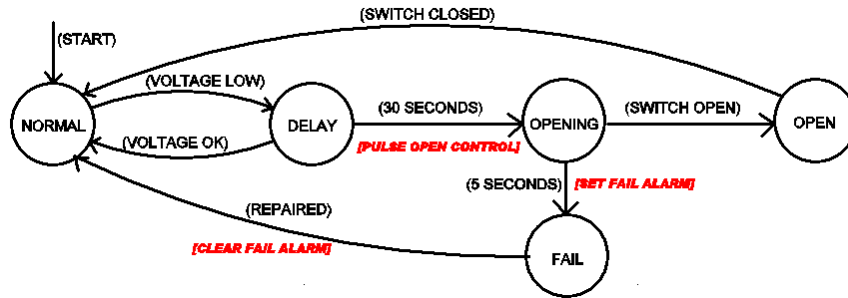 (SWITCH CLOSED)
(START)
(VOLTAGE LOW)
NORMAL
DELAY
(30 SECONDS)
OPENING
(SWITCH OPEN)
OPEN
(VOLTAGE OK)
[PULSE OPEN CONTROL]
(5 SECONDS)
[SET FAIL ALARM]
(REPAIRED)
[CLEAR FAIL ALARM]
FAIL